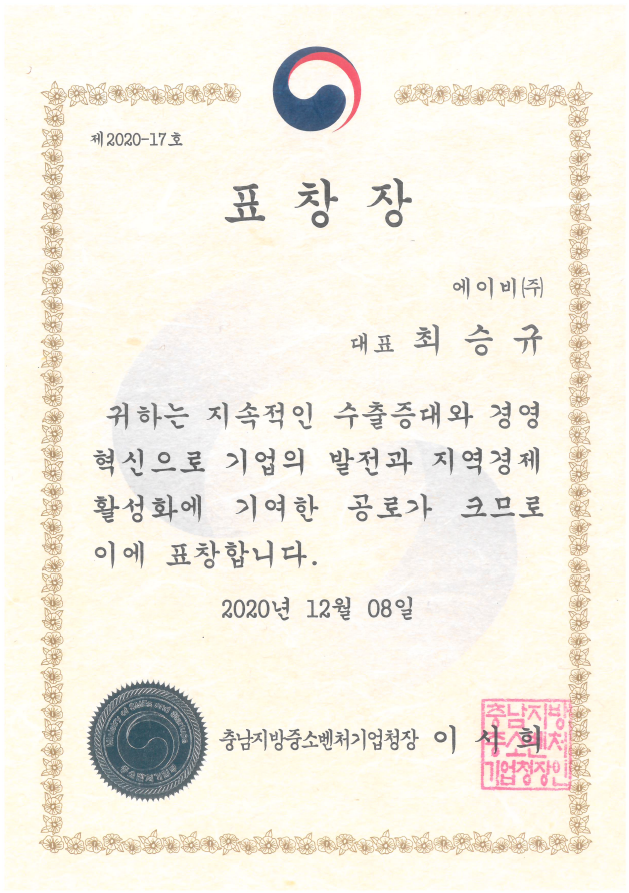 제2020-17호
표창장
에이비㈜
대표 최승규
귀하는 지속적인 수출증대와 경영
혁신으로 기업의 발전과 지역경제
활성화에 기여한 공로가 크므로
이에 표창합니다.
2020년 12월 08일
충남지방중소벤처기업청장 이서희
충남지방
중소벤처
기업청장인